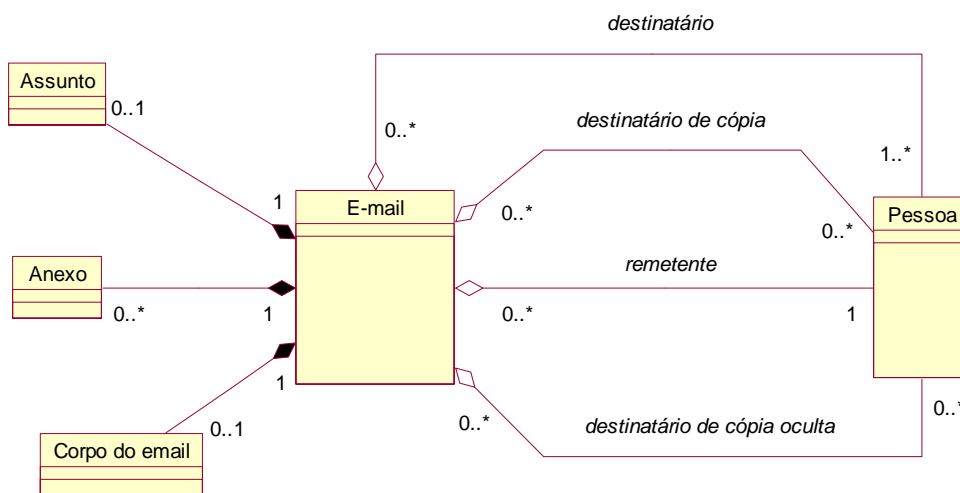 destinatário
Assunto
0..1
destinatário de cópia
0..*
1..*
1
E-mail
0..*
Pessoa
0..*
Anexo
remetente
0..*
1
0..*
1
1
0..1
0..*
0..*
destinatário de cópia oculta
Corpo do email